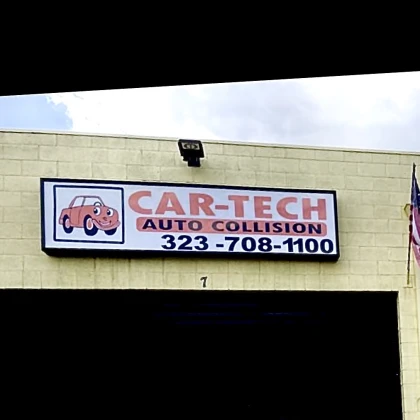 CAR-TECH
AUTO COLLISION
323-708-1100
7